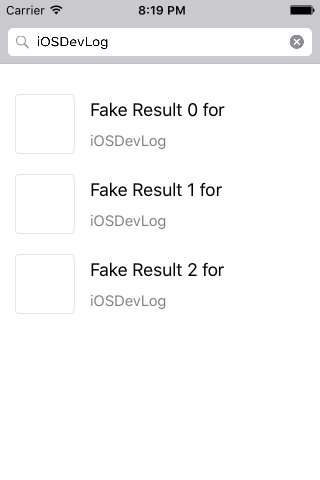 Carrier 8:19 PM
iOSDevLog
Fake Result 0 for
iOSDevLog
Fake Result 1 for
iOSDevLog
Fake Result 2 for
iOSDevLog